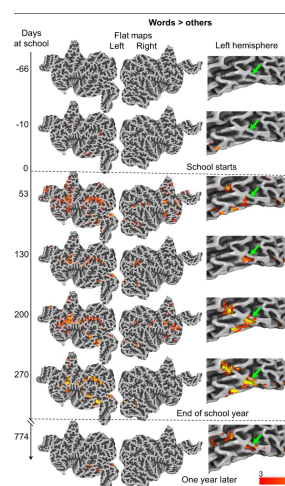 Words > others
Days
at school
Flat maps
Left Right
Left hemisphere
-66
-10
0
School starts
53
130
200
270
End of school year
774
One year later
3